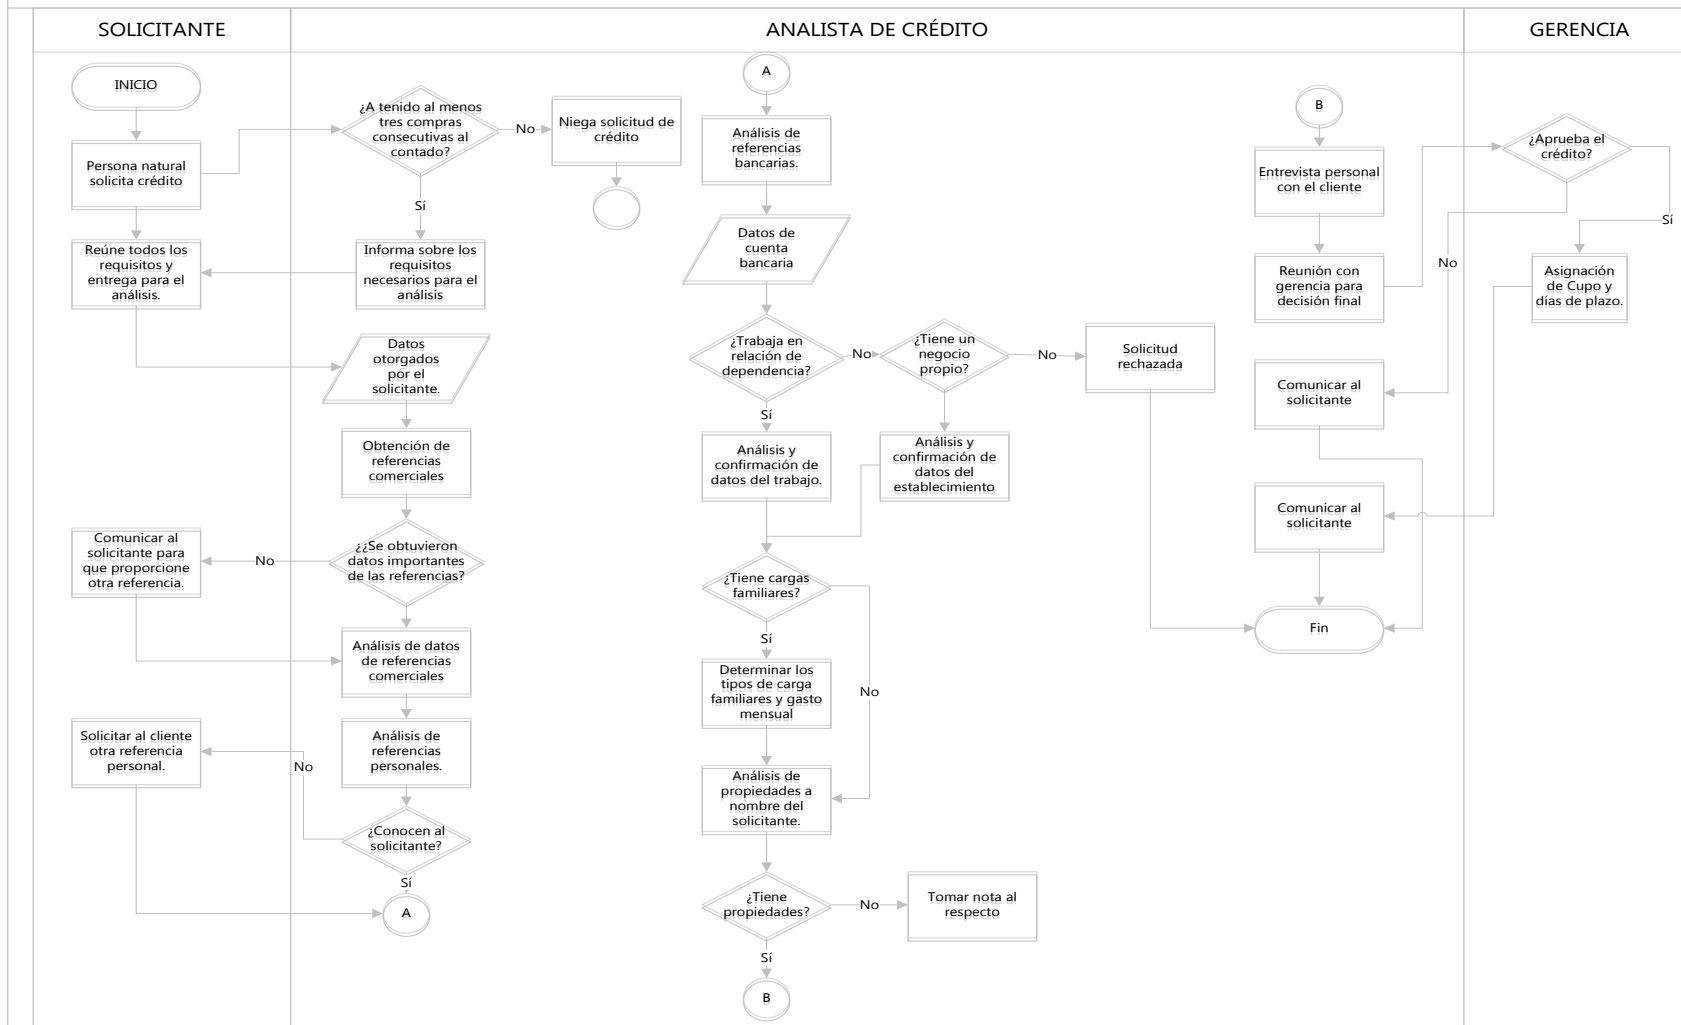 SOLICITANTE
ANALISTA DE CRÉDITO
GERENCIA
INICIO
Persona natural
solicita crédito
Reúne todos los
requisitos y
entrega para el
análisis.
Comunicar al
solicitante para
que proporcione
otra referencia.
Solicitar al cliente
otra referencia
personal.
¿A tenido al menos
tres compras
consecutivas al
contado?
No
Niega solicitud de
crédito
Sí
Informa sobre los
requisitos
necesarios para el
análisis
Datos
otorgados
por el
solicitante.
Obtención de
referencias
comerciales
¿¿Se obtuvieron
datos importantes
de las referencias?
No
Análisis de datos
de referencias
comerciales
Análisis de
referencias
personales.
No
¿Conocen al
solicitante?
Sí
A
A
Análisis de
referencias
bancarias.
Datos de
cuenta
bancaria
¿Trabaja en
relación de
dependencia?
No
¿Tiene un
negocio
propio?
No
Solicitud
rechazada
Sí
Análisis y
confirmación de
datos del trabajo.
Análisis y
confirmación de
datos del
establecimiento
¿Tiene cargas
familiares?
Sí
No
Determinar los
tipos de carga
familiares y gasto
mensual
Análisis de
propiedades a
nombre del
solicitante.
¿Tiene
propiedades?
No
Tomar nota al
respecto
Sí
B
B
Entrevista personal
con el cliente
Reunión con
gerencia para
decisión final
Comunicar al
solicitante
Comunicar al
solicitante
Fin
¿Aprueba el
crédito?
Sí
No
Asignación
de Cupo y
días de plazo.